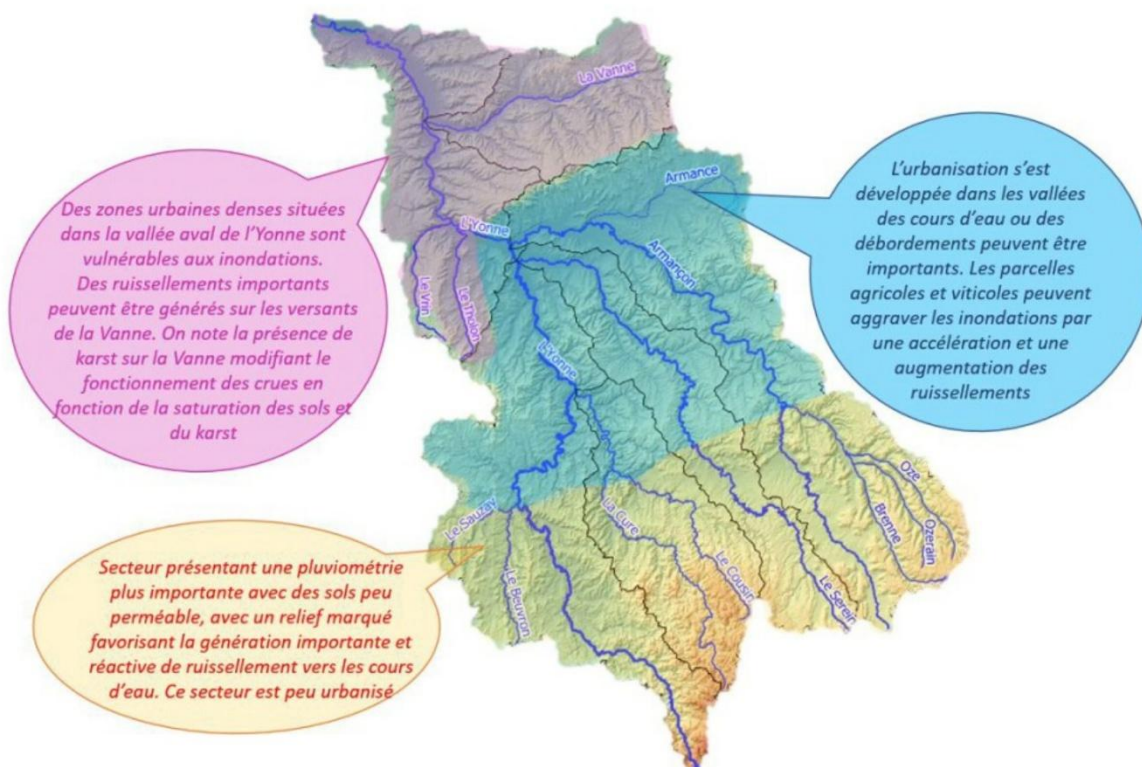 La Vanne
Armance
L'Yonne
Armançon
Le Vrin
Le Tholon
L'Yonne
Des zones urbaines denses situées
dans la vallée aval de l'Yonne sont
vulnérables aux inondations.
Des ruissellements importants
peuvent être générés sur les versants
de la Vanne. On note la présence de
karst sur la Vanne modifiant le
fonctionnement des crues en
fonction de la saturation des sols et
du karst
L'urbanisation s'est
développée dans les vallées
des cours d'eau ou des
débordements peuvent être
importants. Les parcelles
agricoles et viticoles peuvent
aggraver les inondations par
une accélération et une
augmentation des
ruissellements
Le Sauzay
Le Beuvron
La Cure
Le Cousin
Le Serein
Brenne
Oze
Ozerain
Secteur présentant une pluviométrie
plus importante avec des sols peu
perméable, avec un relief marqué
favorisant la génération importante et
réactive de ruissellement vers les cours
d'eau. Ce secteur est peu urbanisé